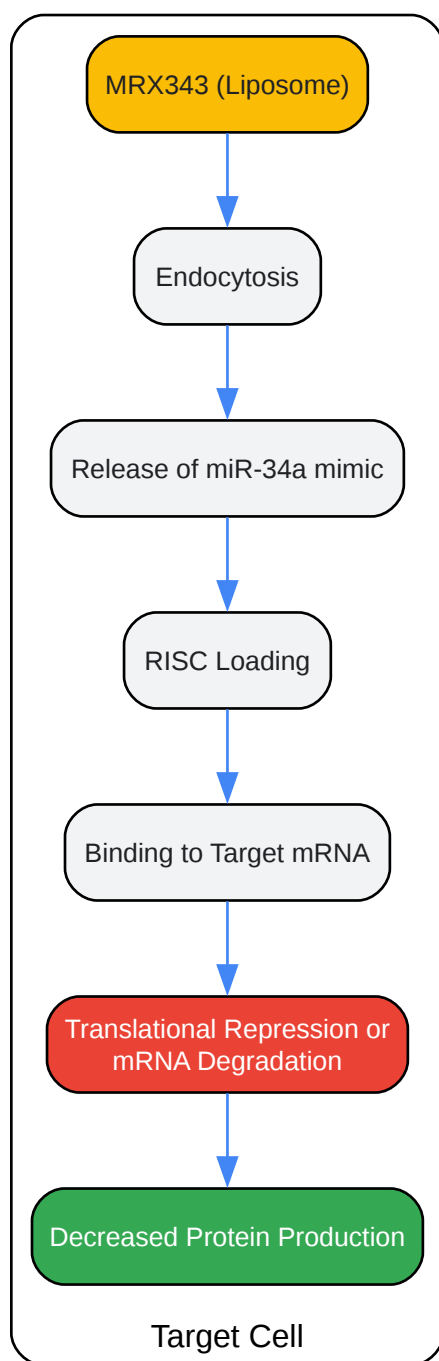 MRX343 (Liposome)
Endocytosis
Release of miR-34a mimic
RISC Loading
Binding to Target mRNA
Translational Repression or
mRNA Degradation
Decreased Protein Production
Target Cell